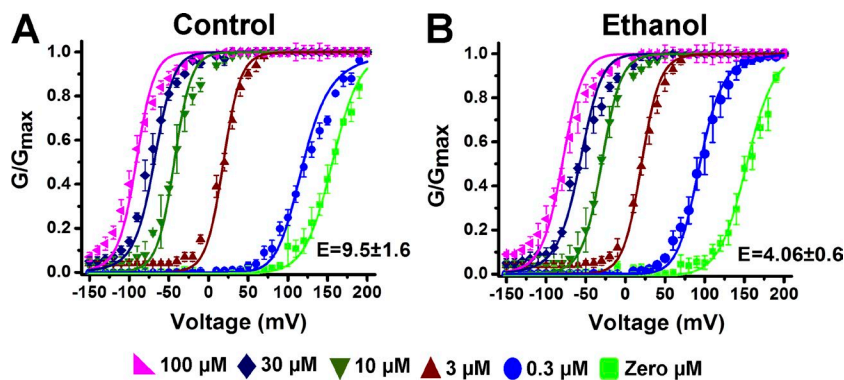 A Control
1.0
0.8
0.6
0.4
0.2
0.0
G/Gmax
E=9.5±1.6
-150 -100 -50 0 50 100 150 200
Voltage (mV)
B Ethanol
1.0
0.8
0.6
0.4
0.2
0.0
G/Gmax
E=4.06±0.6
-150 -100 -50 0 50 100 150 200
Voltage (mV)
100 µM 30 µM 10 µM 3 µM 0.3 µM Zero µM